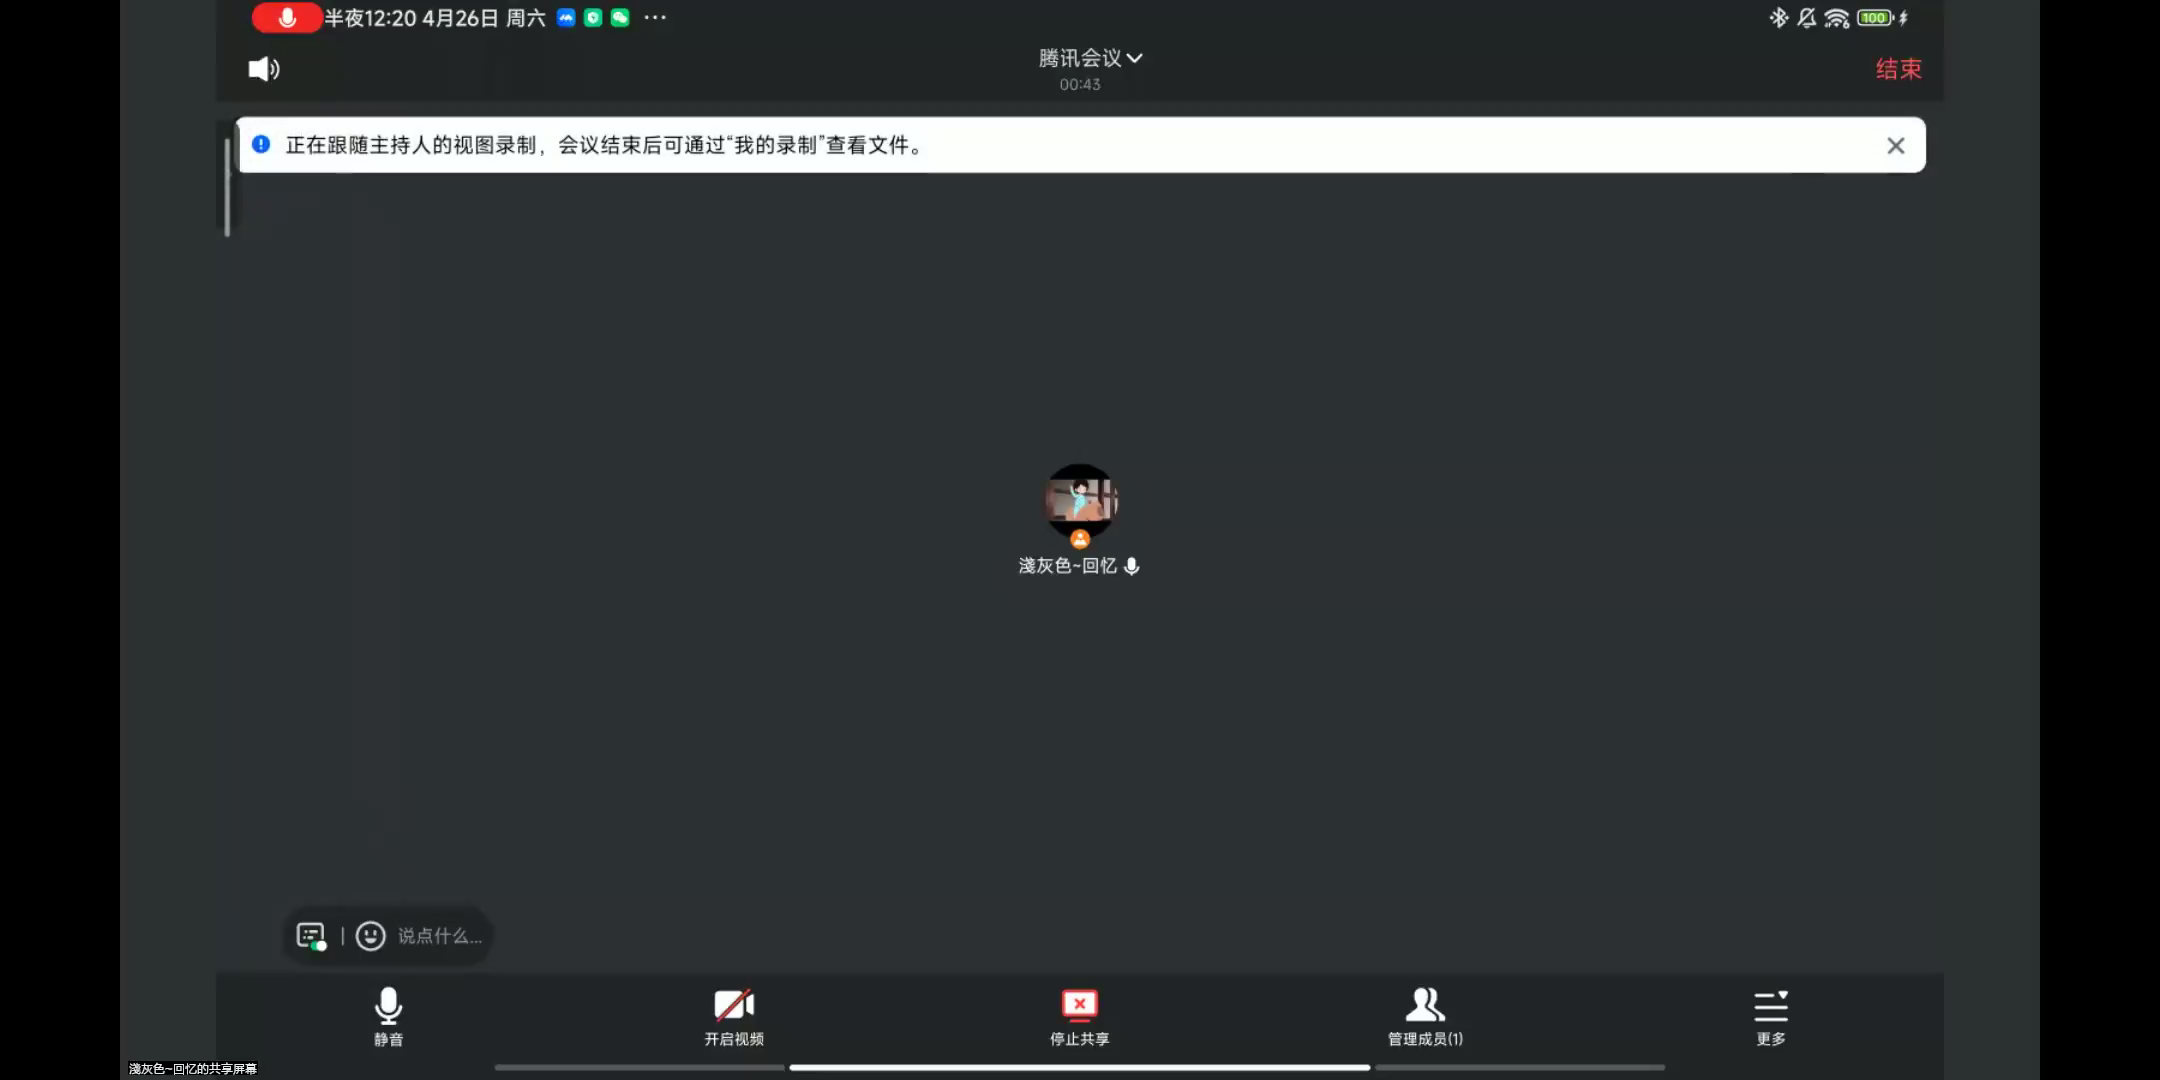 半夜12:20 4月26日 周六 ···
100
腾讯会议
00:43
结束
正在跟随主持人的视图录制，会议结束后可通过“我的录制”查看文件。
淺灰色~回忆
说点什么...
静音
开启视频
停止共享
管理成员(1)
更多
淺灰色~回忆的共享屏幕